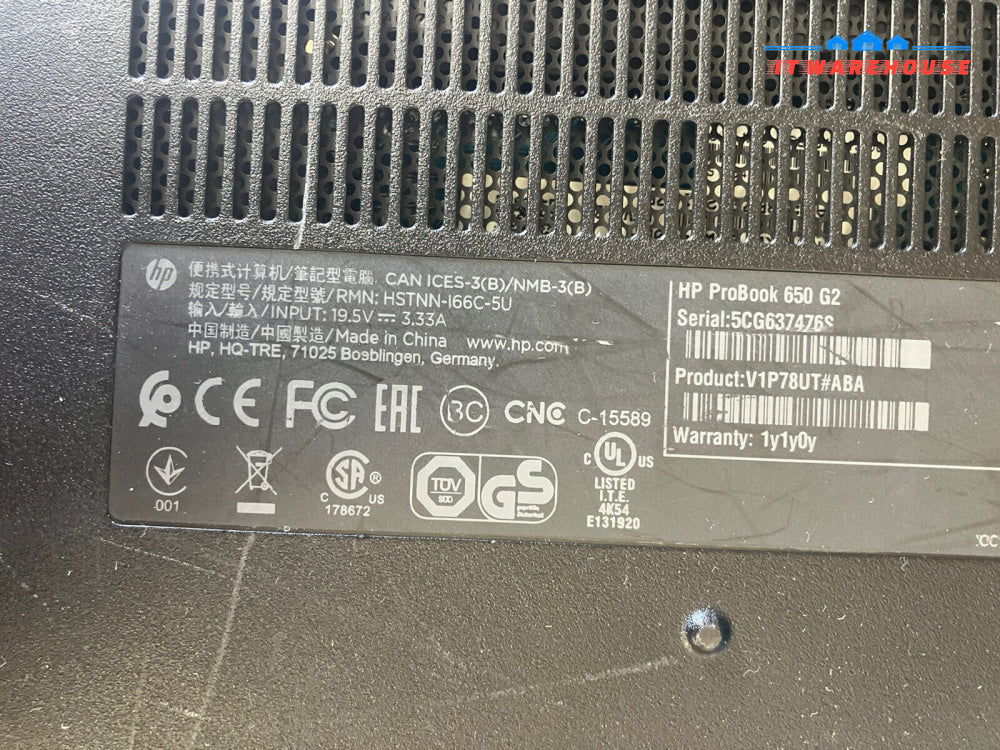 ITWAREHOUSE
hp
便携式计算机/筆記型電腦 CAN ICES-3(B)/NMB-3(B)
规定型号/規定型號/RMN: HSTNN-I66C-5U
输入/輸入/INPUT: 19.5V⎓3.33A
中国制造/中國製造/Made in China www.hp.com
HP, HQ-TRE, 71025 Boeblingen, Germany.
HP ProBook 650 G2
Serial:5CG637476S
Product:V1P78UT#ABA
Warranty: 1y1y0y
CE FC EAC BC CNC C-15589
001
SA ®
C US
178672
TÜV
SÜD
GS
C UL US
LISTED
I.T.E.
4K54
E131920